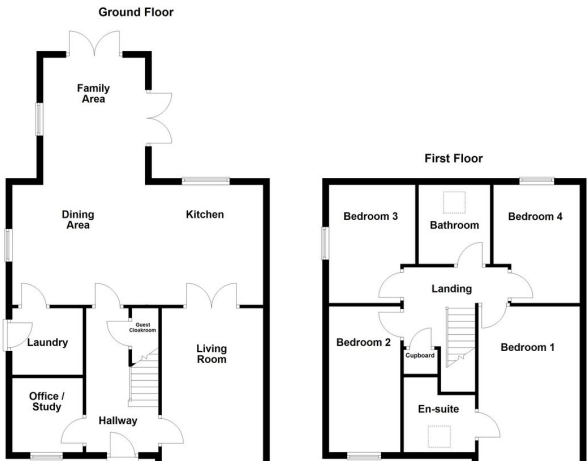 Ground Floor
Family
Area
Dining
Area
Kitchen
Guest
Cloakroom
Laundry
Living
Room
Office /
Study
Hallway
First Floor
Bedroom 3
Bathroom
Bedroom 4
Landing
Bedroom 2
Cupboard
Bedroom 1
En-suite